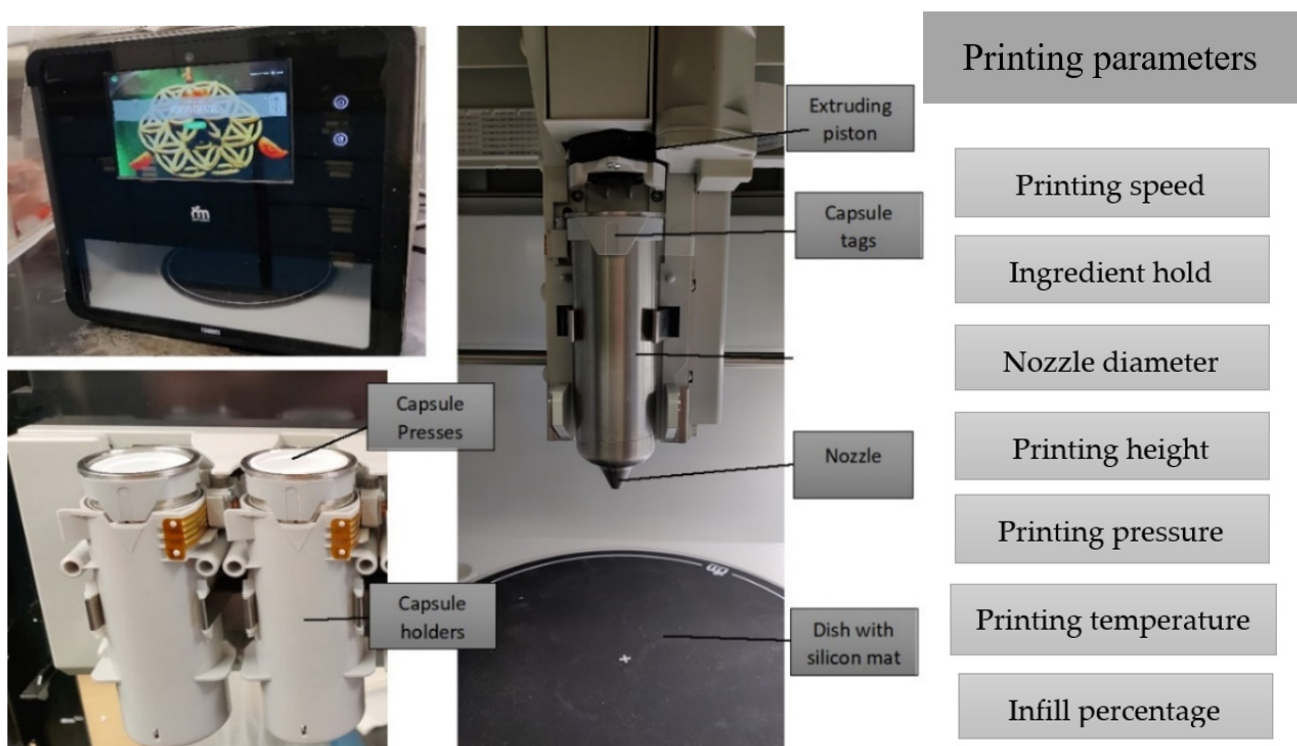 Printing parameters
Extruding
piston
Capsule
tags
Nozzle
Dish with
silicon mat
Capsule
Presses
Capsule
holders
Printing speed
Ingredient hold
Nozzle diameter
Printing height
Printing pressure
Printing temperature
Infill percentage